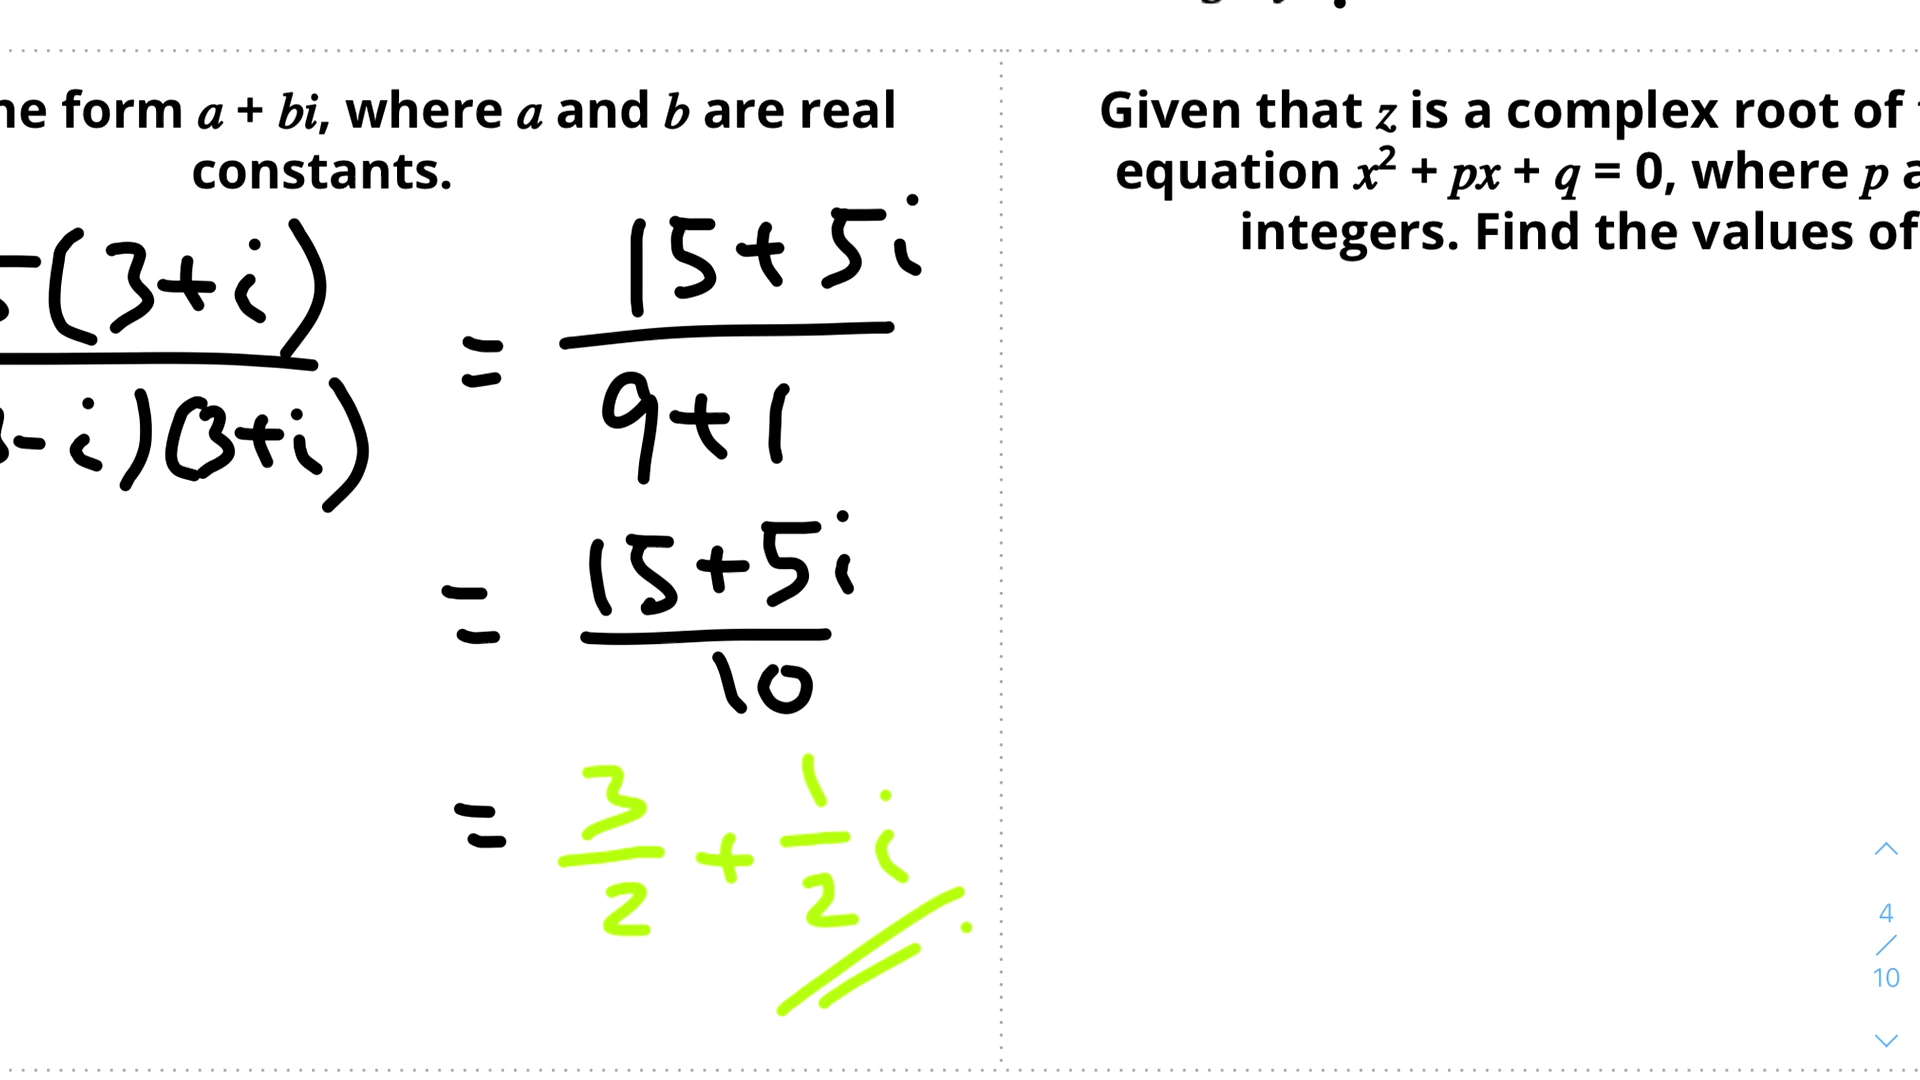 he form a + bi, where a and b are real
constants.
5(3+i) / (3-i)(3+i) = 15+5i / 9+1
= 15+5i / 10
= 3/2 + 1/2 i
Given that z is a complex root of
equation x² + px + q = 0, where p a
integers. Find the values of
4
/
10